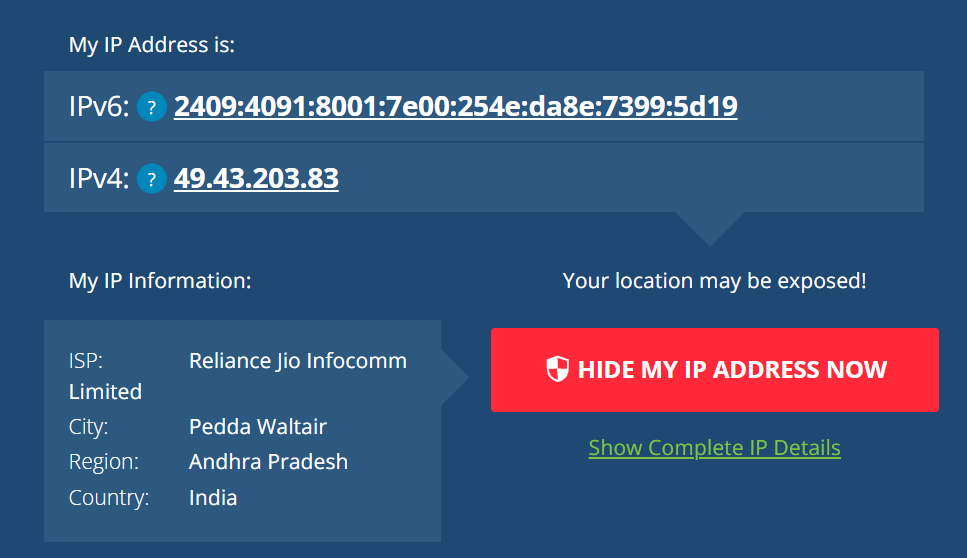 My IP Address is:
IPv6: ? 2409:4091:8001:7e00:254e:da8e:7399:5d19
IPv4: ? 49.43.203.83
My IP Information:
Your location may be exposed!
ISP: Reliance Jio Infocomm
Limited
City: Pedda Waltair
Region: Andhra Pradesh
Country: India
HIDE MY IP ADDRESS NOW
Show Complete IP Details